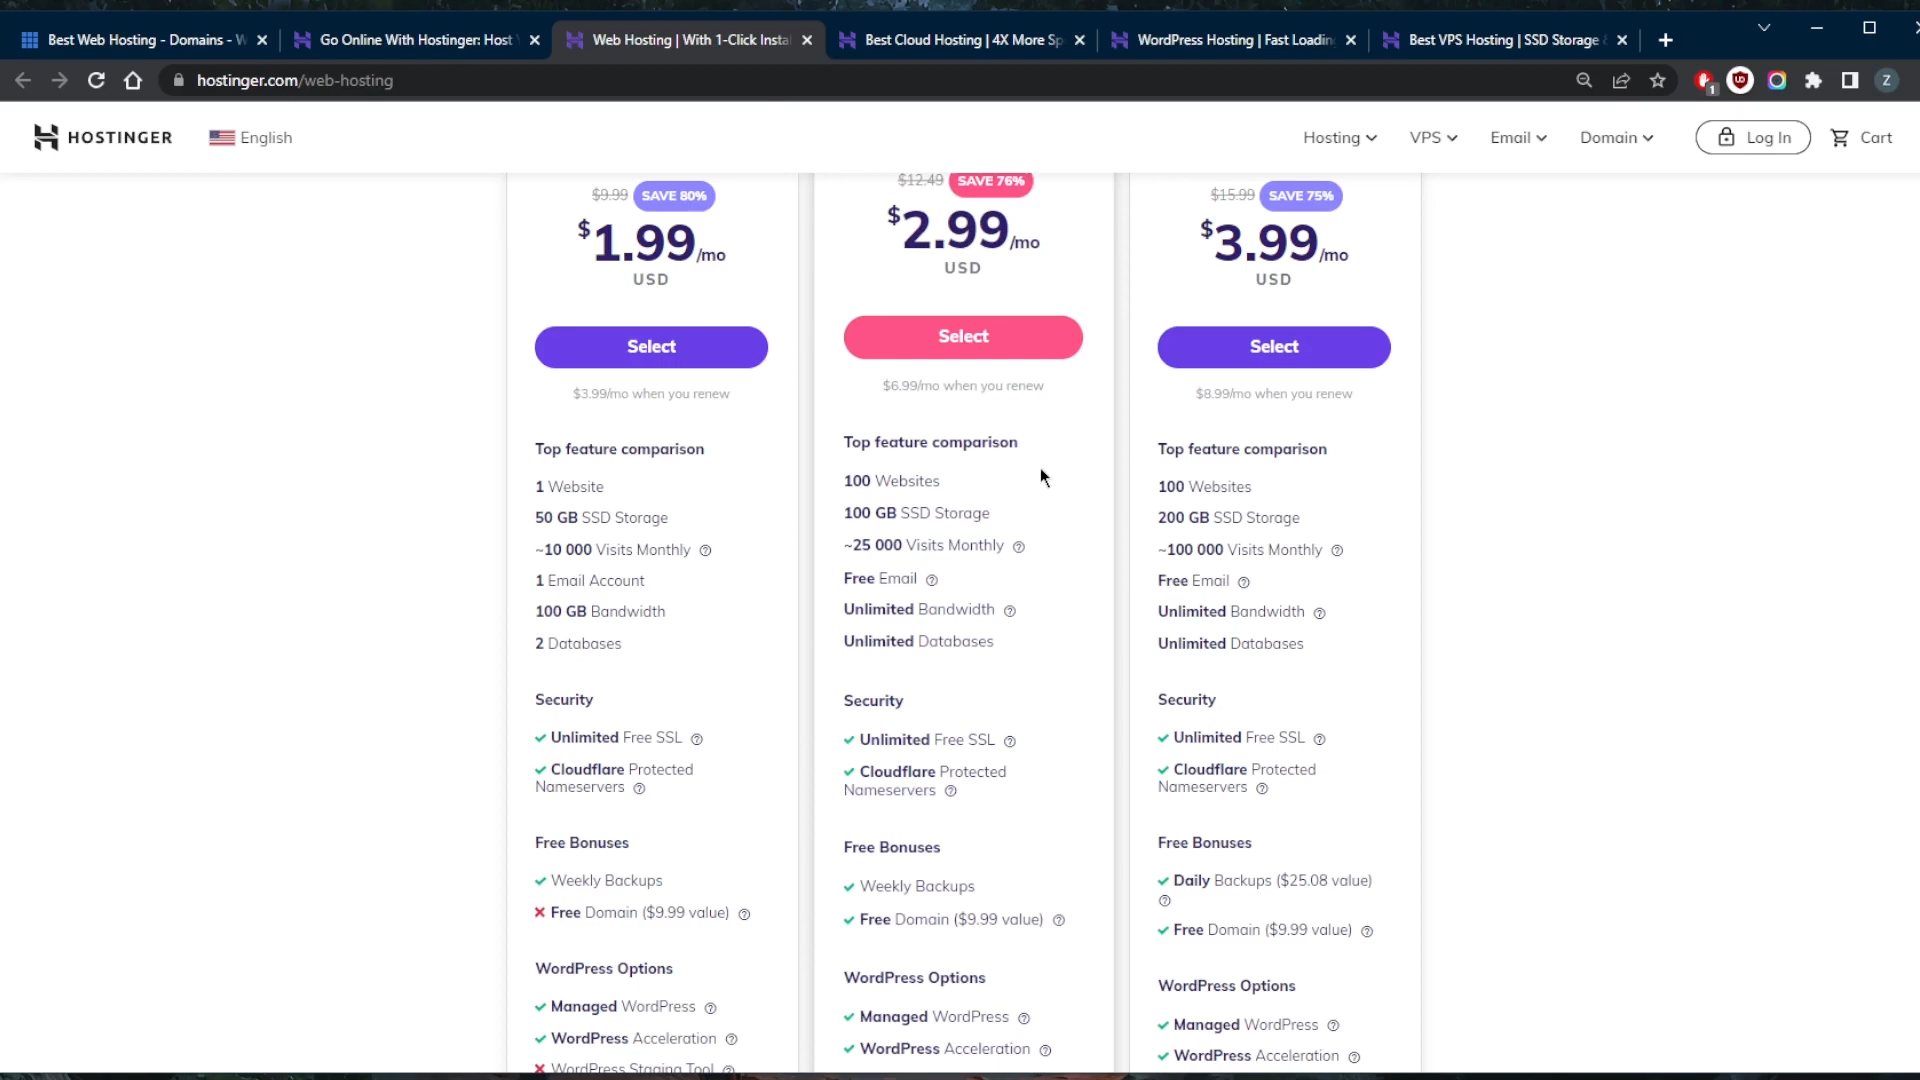 Best Web Hosting - Domains - W
Go Online With Hostinger: Host
Web Hosting | With 1-Click Insta
Best Cloud Hosting | 4X More Sp
WordPress Hosting | Fast Loadin
Best VPS Hosting | SSD Storage
hostinger.com/web-hosting
1
Z
HOSTINGER
English
Hosting
VPS
Email
Domain
Log In
Cart
$9.99 SAVE 80%
$1.99/mo
USD
Select
$3.99/mo when you renew
Top feature comparison
1 Website
50 GB SSD Storage
~10 000 Visits Monthly
1 Email Account
100 GB Bandwidth
2 Databases
Security
Unlimited Free SSL
Cloudflare Protected
Nameservers
Free Bonuses
Weekly Backups
Free Domain ($9.99 value)
WordPress Options
Managed WordPress
WordPress Acceleration
WordPress Staging Tool
$12.49 SAVE 76%
$2.99/mo
USD
Select
$6.99/mo when you renew
Top feature comparison
100 Websites
100 GB SSD Storage
~25 000 Visits Monthly
Free Email
Unlimited Bandwidth
Unlimited Databases
Security
Unlimited Free SSL
Cloudflare Protected
Nameservers
Free Bonuses
Weekly Backups
Free Domain ($9.99 value)
WordPress Options
Managed WordPress
WordPress Acceleration
$15.99 SAVE 75%
$3.99/mo
USD
Select
$8.99/mo when you renew
Top feature comparison
100 Websites
200 GB SSD Storage
~100 000 Visits Monthly
Free Email
Unlimited Bandwidth
Unlimited Databases
Security
Unlimited Free SSL
Cloudflare Protected
Nameservers
Free Bonuses
Daily Backups ($25.08 value)
Free Domain ($9.99 value)
WordPress Options
Managed WordPress
WordPress Acceleration